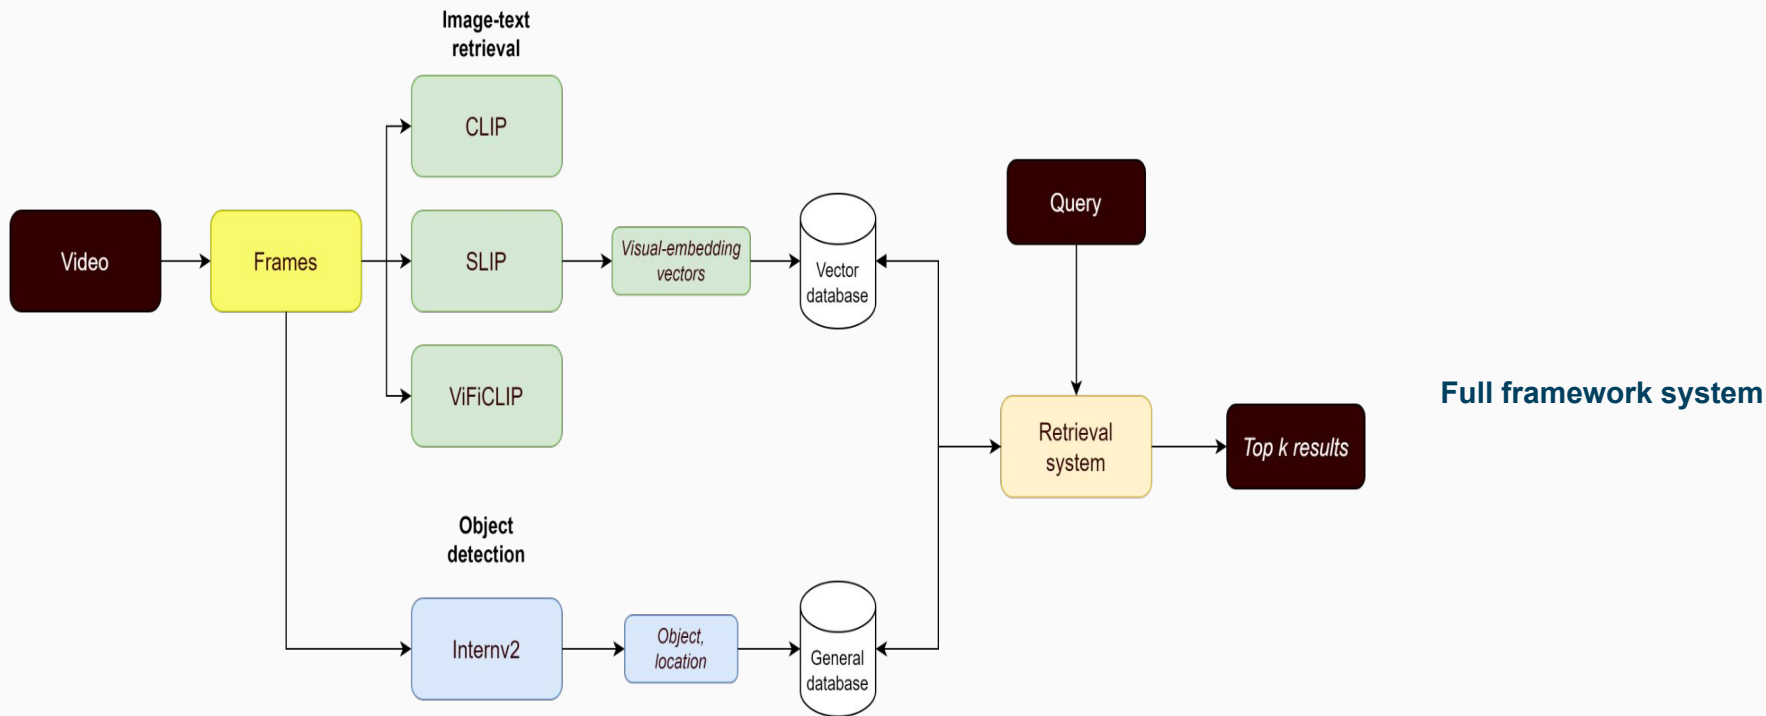 Image-text
retrieval
CLIP
Video
Frames
SLIP
Visual-embedding
vectors
Vector
database
Query
ViFiCLIP
Retrieval
system
Top k results
Full framework system
Object
detection
Internv2
Object,
location
General
database